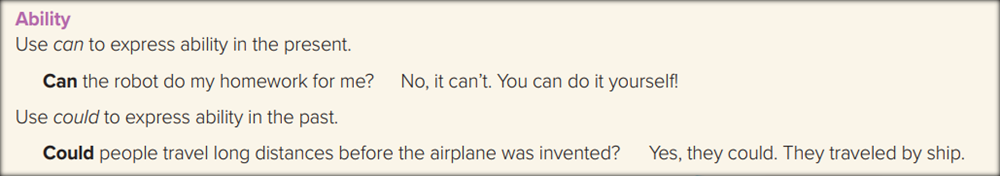 Ability
Use can to express ability in the present.
Can the robot do my homework for me? No, it can’t. You can do it yourself!
Use could to express ability in the past.
Could people travel long distances before the airplane was invented? Yes, they could. They traveled by ship.